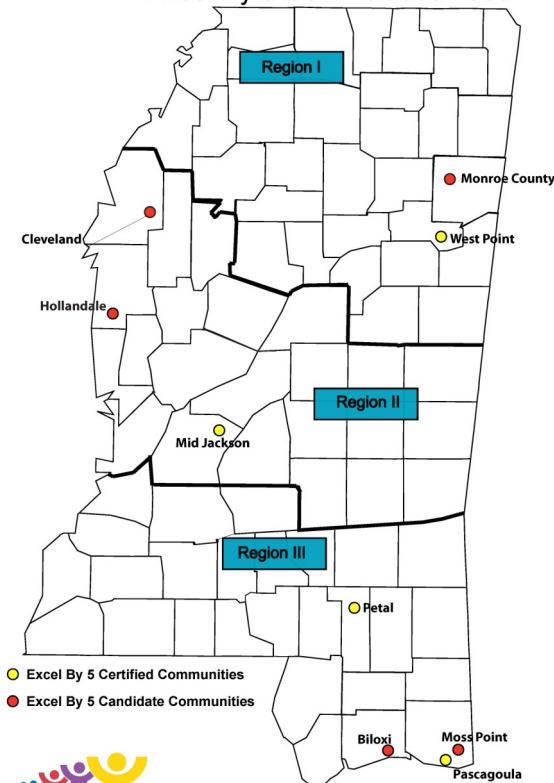 Region I
Monroe County
West Point
Cleveland
Hollandale
Region II
Mid Jackson
Region III
Petal
Excel By 5 Certified Communities
Excel By 5 Candidate Communities
Biloxi
Moss Point
Pascagoula